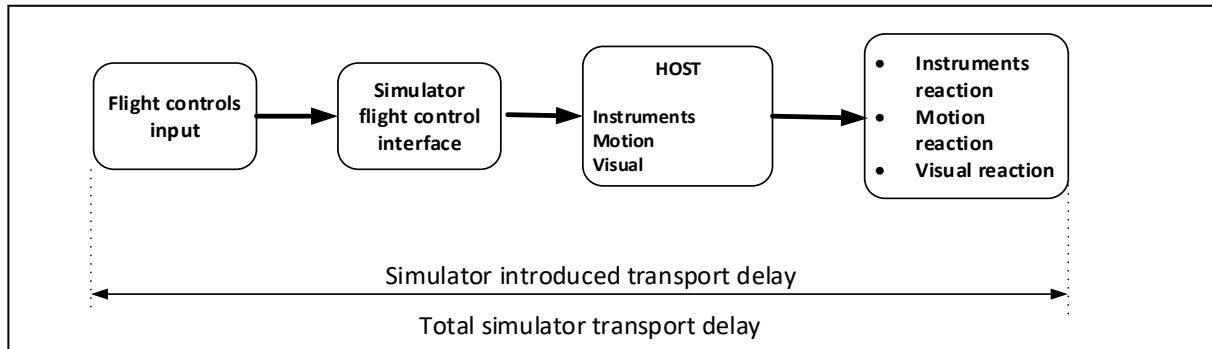 Flight controls
input
Simulator
flight control
interface
HOST
Instruments
Motion
Visual
• Instruments
reaction
• Motion
reaction
• Visual reaction
Simulator introduced transport delay
Total simulator transport delay